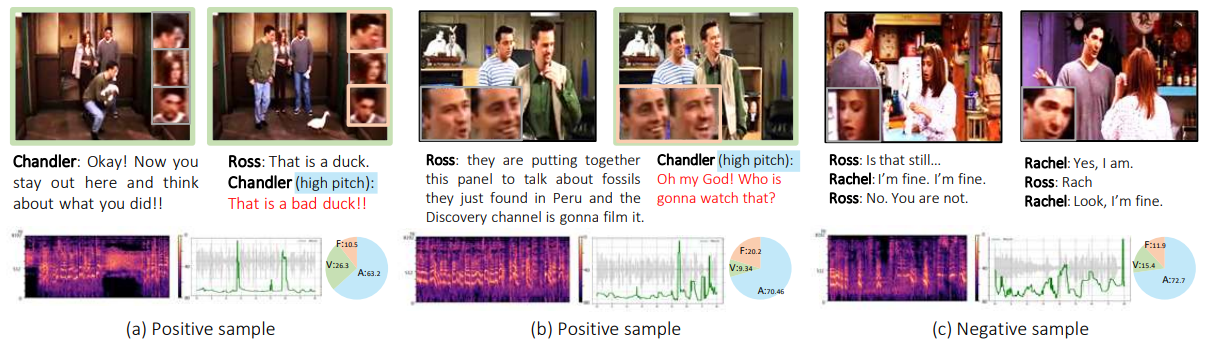 Chandler: Okay! Now you
stay out here and think
about what you did!!
Ross: That is a duck.
Chandler (high pitch):
That is a bad duck!!
F:10.5
V:26.3
A:63.2
(a) Positive sample
Ross: they are putting together
this panel to talk about fossils
they just found in Peru and the
Discovery channel is gonna film it.
Chandler (high pitch):
Oh my God! Who is
gonna watch that?
F:20.2
V:9.34
A:70.46
(b) Positive sample
Ross: Is that still...
Rachel: I'm fine. I'm fine.
Ross: No. You are not.
Rachel: Yes, I am.
Ross: Rach
Rachel: Look, I'm fine.
F:11.9
V:15.4
A:72.7
(c) Negative sample